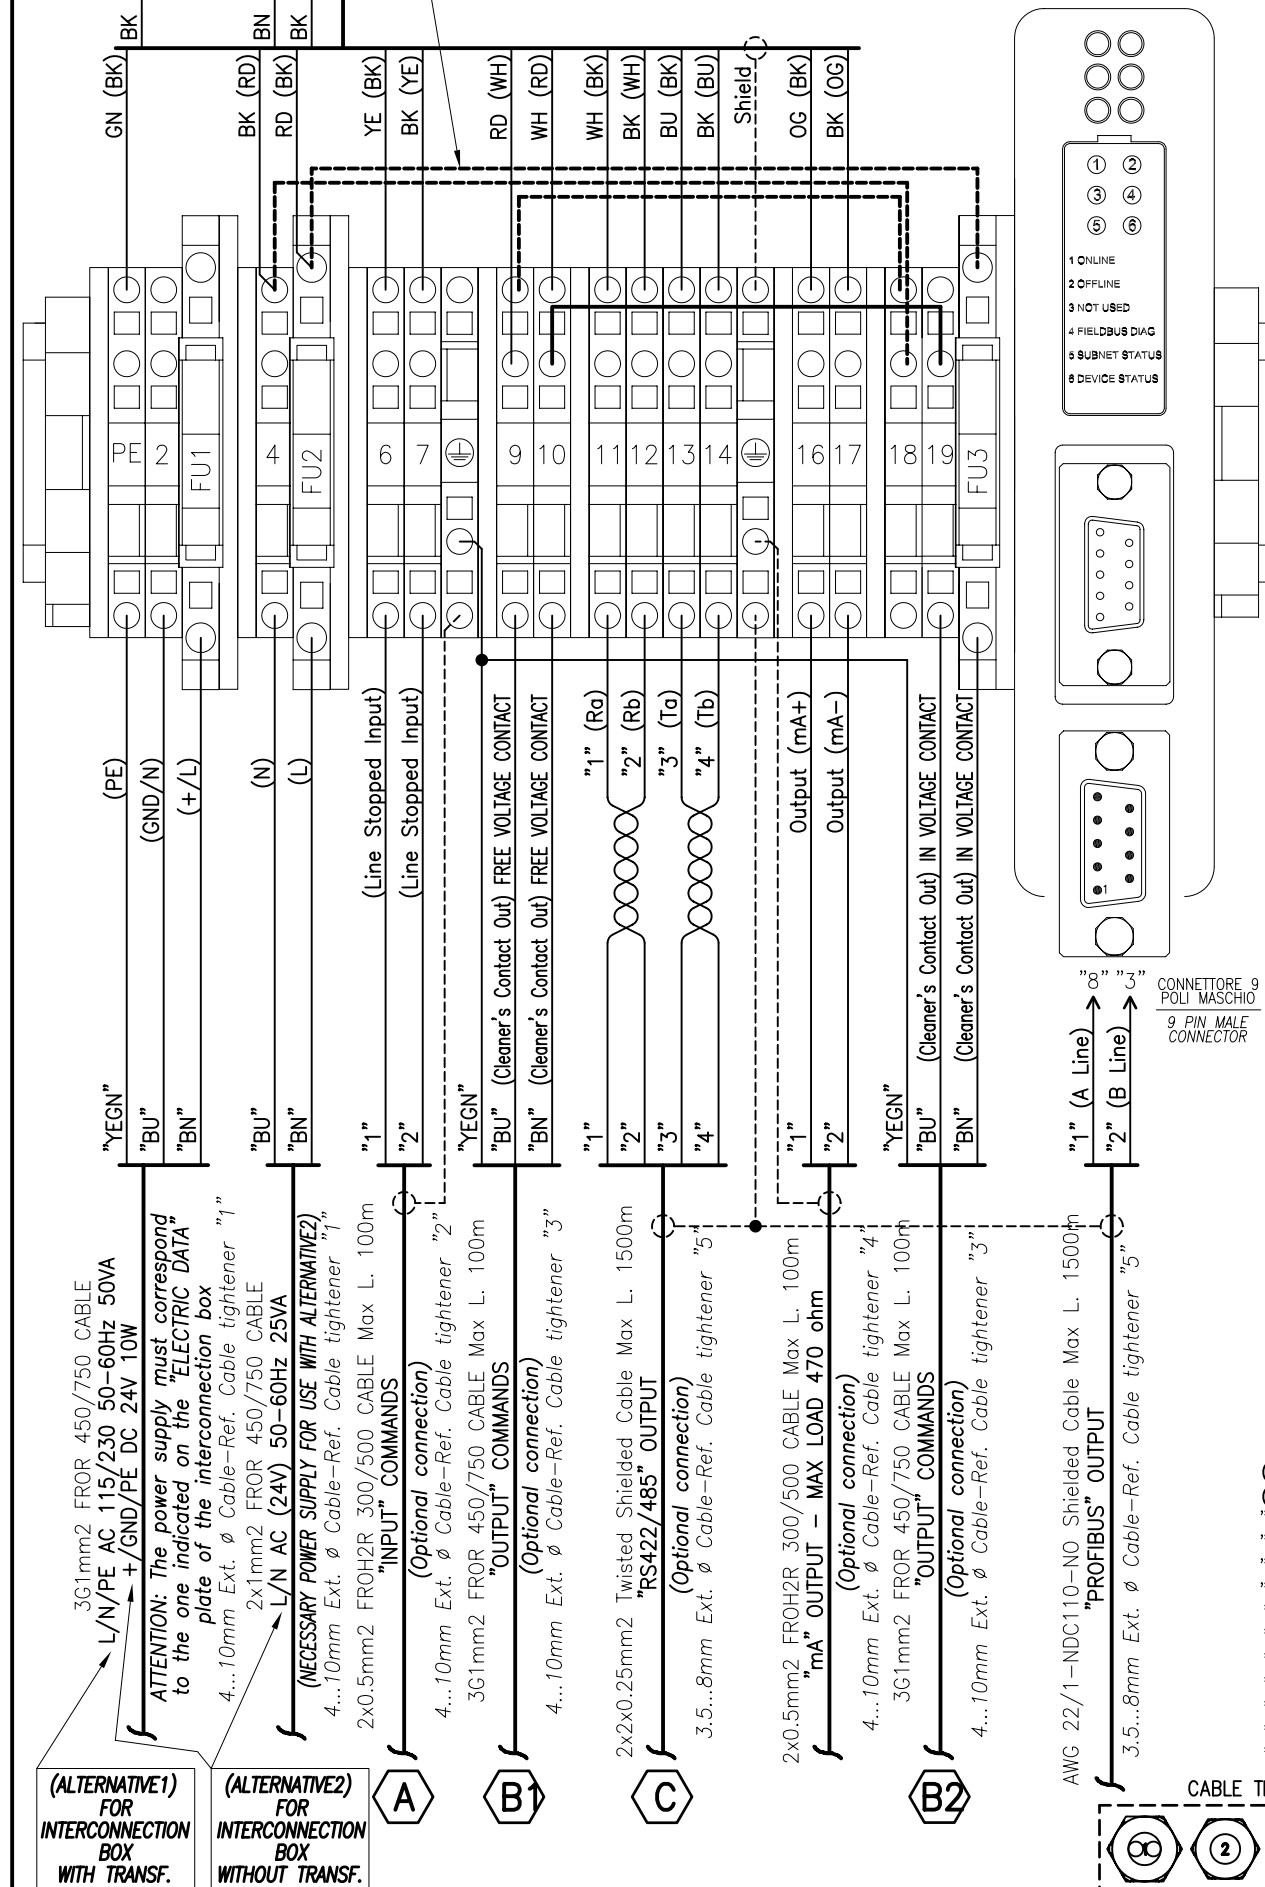 BK
BN
BK
GN (BK)
BK (RD)
RD (BK)
YE (BK)
BK (YE)
RD (WH)
WH (RD)
WH (BK)
BK (WH)
BU (BK)
BK (BU)
Shield
OG (BK)
BK (OG)
1 2
3 4
5 6
1 ONLINE
2 OFFLINE
3 NOT USED
4 FIELDBUS DIAG
5 SUBNET STATUS
6 DEVICE STATUS
PE 2 FU1 4 FU2 6 7 9 10 11 12 13 14 16 17 18 19 FU3
(PE)
(GND/N)
(+/L)
(N)
(L)
(Line Stopped Input)
(Line Stopped Input)
(Cleaner's Contact Out) FREE VOLTAGE CONTACT
(Cleaner's Contact Out) FREE VOLTAGE CONTACT
"1" (Ra)
"2" (Rb)
"3" (Ta)
"4" (Tb)
Output (mA+)
Output (mA-)
(Cleaner's Contact Out) IN VOLTAGE CONTACT
(Cleaner's Contact Out) IN VOLTAGE CONTACT
1
"8" "3"
CONNETTORE 9
POLI MASCHIO
9 PIN MALE
CONNECTOR
"YEGN"
"BU"
"BN"
"BU"
"BN"
"1"
"2"
"YEGN"
"BU"
"BN"
"1"
"2"
"3"
"4"
"1"
"2"
"YEGN"
"BU"
"BN"
"1" (A Line)
"2" (B Line)
3G1mm2 FROR 450/750 CABLE
L/N/PE AC 115/230 50-60Hz 50VA
+/GND/PE DC 24V 10W
ATTENTION: The power supply must correspond
to the one indicated on the "ELECTRIC DATA"
plate of the interconnection box
4...10mm Ext. ø Cable-Ref. Cable tightener "1"
2x1mm2 FROR 450/750 CABLE
L/N AC (24V) 50-60Hz 25VA
(NECESSARY POWER SUPPLY FOR USE WITH ALTERNATIVE2)
4...10mm Ext. ø Cable-Ref. Cable tightener "1"
2x0.5mm2 FROH2R 300/500 CABLE Max L. 100m
"INPUT" COMMANDS
(Optional connection)
4...10mm Ext. ø Cable-Ref. Cable tightener "2"
3G1mm2 FROR 450/750 CABLE Max L. 100m
"OUTPUT" COMMANDS
(Optional connection)
4...10mm Ext. ø Cable-Ref. Cable tightener "3"
2x2x0.25mm2 Twisted Shielded Cable Max L. 1500m
"RS422/485" OUTPUT
(Optional connection)
3.5...8mm Ext. ø Cable-Ref. Cable tightener "5"
2x0.5mm2 FROH2R 300/500 CABLE Max L. 100m
"mA" OUTPUT - MAX LOAD 470 ohm
(Optional connection)
4...10mm Ext. ø Cable-Ref. Cable tightener "4"
3G1mm2 FROR 450/750 CABLE Max L. 100m
"OUTPUT" COMMANDS
(Optional connection)
4...10mm Ext. ø Cable-Ref. Cable tightener "3"
AWG 22/1-NDC110-NO Shielded Cable Max L. 1500m
"PROFIBUS" OUTPUT
3.5...8mm Ext. ø Cable-Ref. Cable tightener "5"
(ALTERNATIVE1)
FOR
INTERCONNECTION
BOX
WITH TRANSF.
(ALTERNATIVE2)
FOR
INTERCONNECTION
BOX
WITHOUT TRANSF.
A
B1
C
B2
CABLE
2